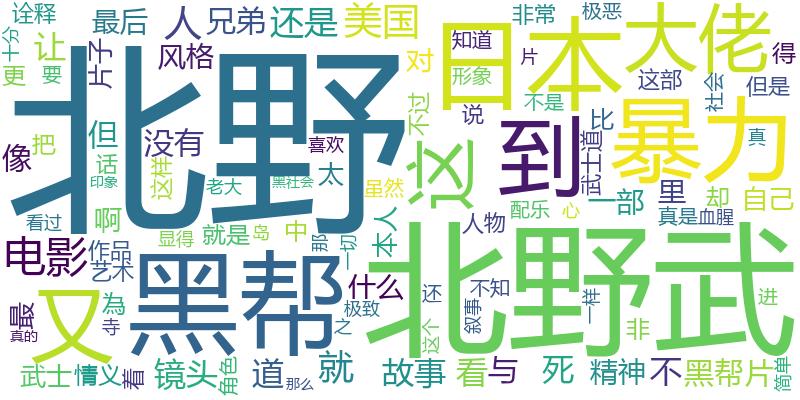 诠释
最后
人
兄弟
还是
美国
非常
极恶
大佬
十分
更
要
片子
让
风格
对
知道
片
日本
得
北野
形象
这部
社会
但是
像
把
但
没有
喜欢
不过
说
不是
比
暴力
真
话
印象
这样
老大
黑社会
太
虽然
这
到
武士道
里
却
自己
啊
一部
看过
显得
就是
岛
中
那
一切
本人
人物
配乐
心
真是
血腥
电影
作品
艺术
黑帮
什么
北野武
还
叙事
不知
一样
进
最
真的
又
為
寺
极致
之
这个
非
武士
情义
着
镜头
角色
道
那么
就
故事
看
与
死
精神
不
黑帮片
简单